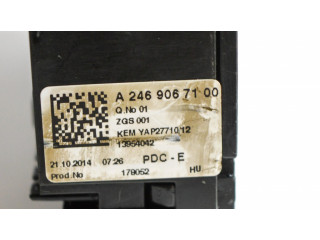 A 246 906 71 00
Q.No 01
ZGS 001
KEM YAP27710/12
13954042
21.10.2014 07:26 PDC - E
Prod.No 178052 HU